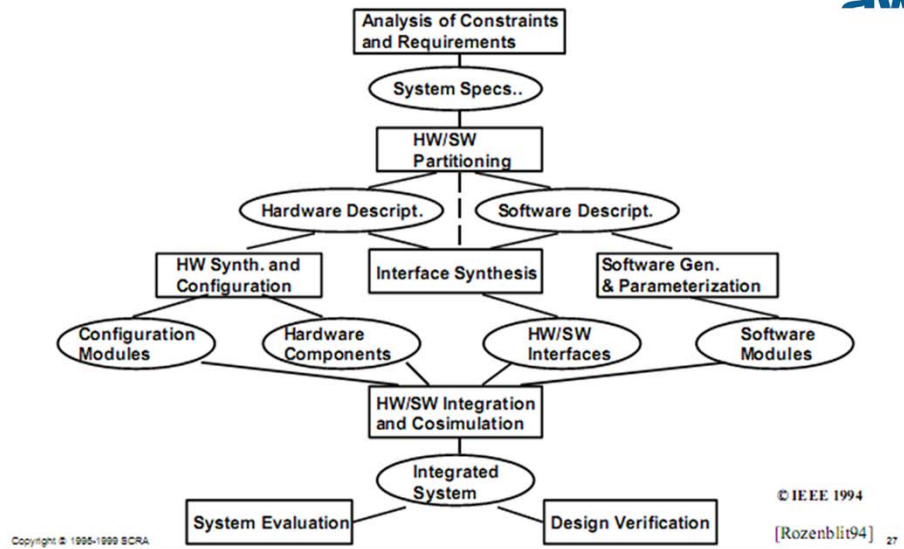 Analysis of Constraints
and Requirements
System Specs..
HW/SW
Partitioning
Hardware Descript.
Software Descript.
HW Synth. and
Configuration
Interface Synthesis
Software Gen.
& Parameterization
Configuration
Modules
Hardware
Components
HW/SW
Interfaces
Software
Modules
HW/SW Integration
and Cosimulation
Integrated
System
System Evaluation
Design Verification
© IEEE 1994
[Rozenblit94]
27
Copyright © 1995-1999 SCRA